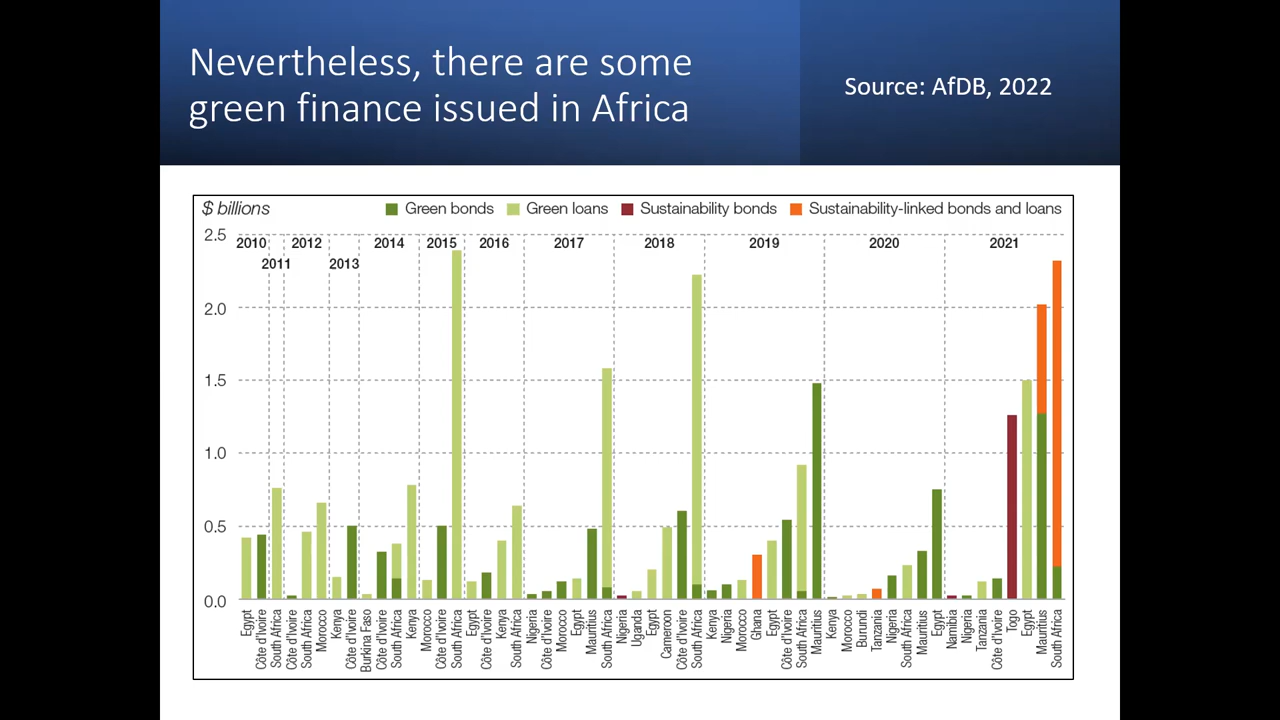 Nevertheless, there are some
green finance issued in Africa
Source: AfDB, 2022
$ billions
Green bonds
Green loans
Sustainability bonds
Sustainability-linked bonds and loans
2.5
2.0
1.5
1.0
0.5
0.0
2010
2011
2012
2013
2014
2015
2016
2017
2018
2019
2020
2021
Egypt
Côte d'Ivoire
South Africa
Côte d'Ivoire
South Africa
Morocco
Kenya
Côte d'Ivoire
Burkina Faso
Côte d'Ivoire
South Africa
Kenya
Morocco
Côte d'Ivoire
South Africa
Egypt
Côte d'Ivoire
Kenya
South Africa
Nigeria
Côte d'Ivoire
Morocco
Egypt
Mauritius
South Africa
Nigeria
Uganda
Egypt
Cameroon
Côte d'Ivoire
South Africa
Kenya
Nigeria
Morocco
Ghana
Egypt
Côte d'Ivoire
South Africa
Mauritius
Kenya
Morocco
Burundi
Tanzania
Nigeria
South Africa
Mauritius
Egypt
Namibia
Nigeria
Tanzania
Côte d'Ivoire
Togo
Egypt
Mauritius
South Africa